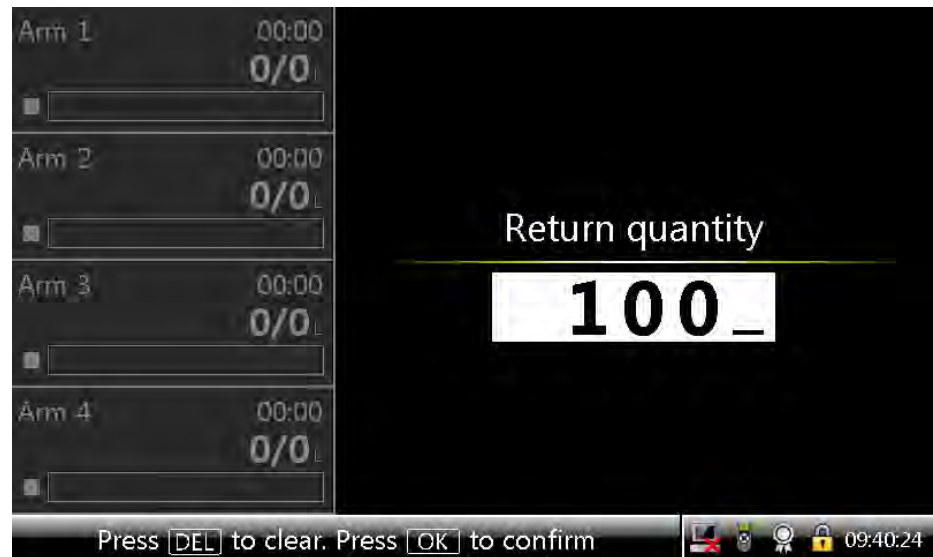 Arm 1 00:00
0/0 L
Arm 2 00:00
0/0 L
Arm 3 00:00
0/0 L
Arm 4 00:00
0/0 L
Return quantity
100_
Press DEL to clear. Press OK to confirm
09:40:24